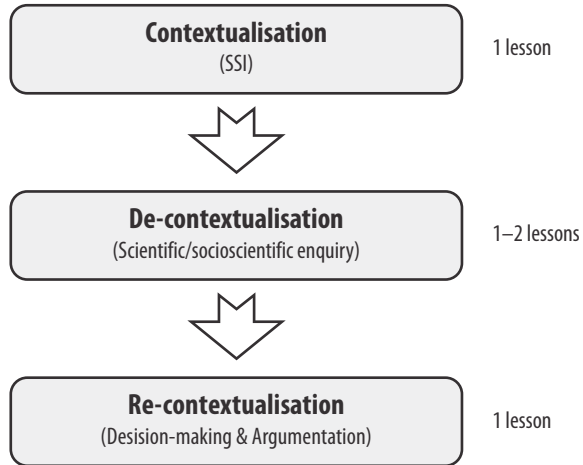 Contextualisation
(SSI)
1 lesson
De-contextualisation
(Scientific/socioscientific enquiry)
1–2 lessons
Re-contextualisation
(Desision-making & Argumentation)
1 lesson